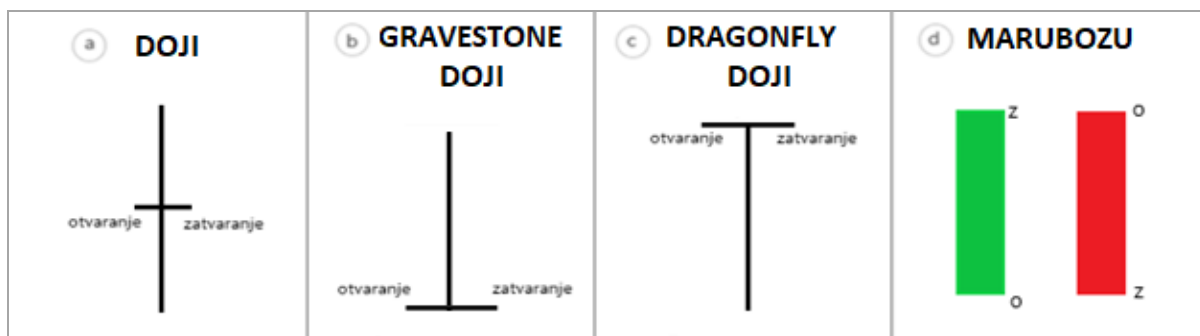 a DOJI
otvaranje zatvaranje
b GRAVESTONE
DOJI
otvaranje zatvaranje
c DRAGONFLY
DOJI
otvaranje zatvaranje
d MARUBOZU
Z O
O Z